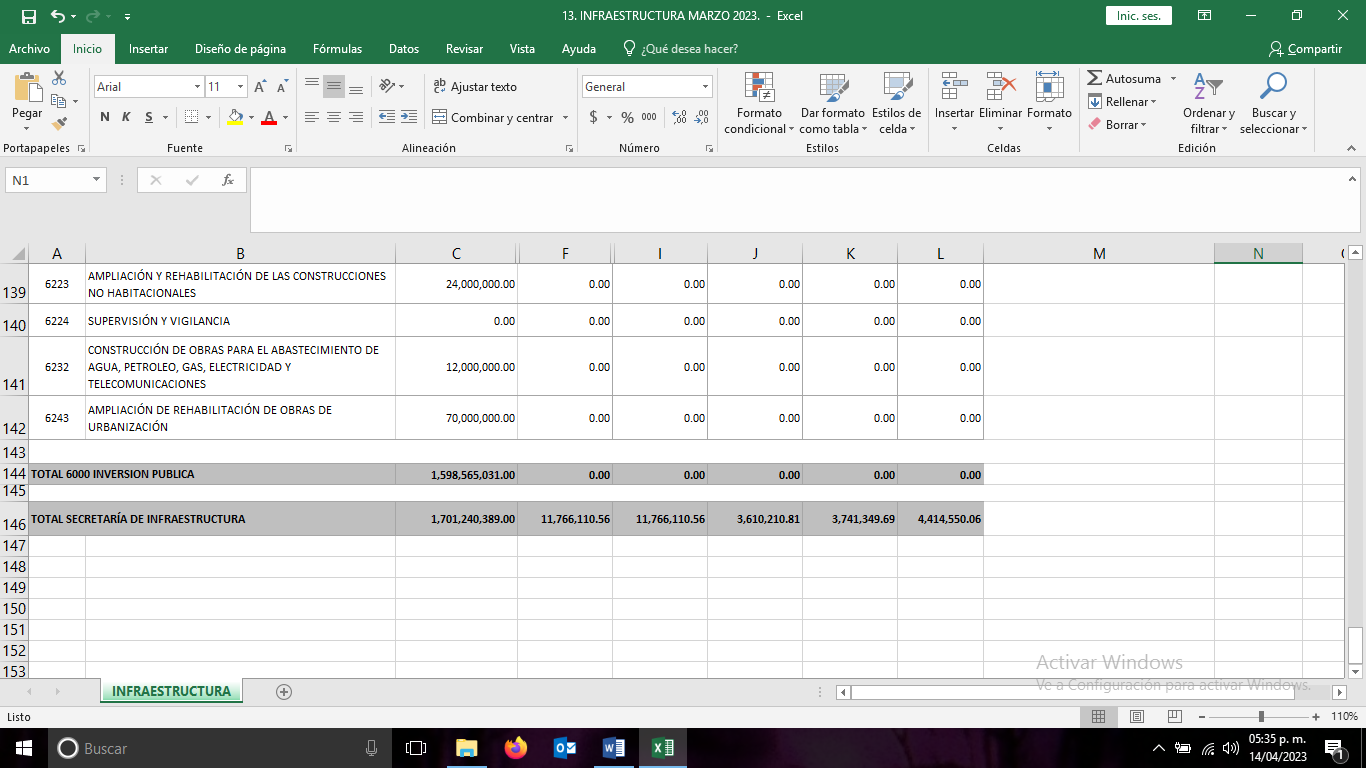 13. INFRAESTRUCTURA MARZO 2023. - Excel
Inic. ses.
Archivo Inicio Insertar Diseño de página Fórmulas Datos Revisar Vista Ayuda ¿Qué desea hacer? Compartir
Pegar
Arial 11
N K S
Ajustar texto
Combinar y centrar
General
$ % 000
Formato condicional
Dar formato como tabla
Estilos de celda
Insertar Eliminar Formato
Autosuma
Rellenar
Borrar
Ordenar y filtrar
Buscar y seleccionar
Portapapeles Fuente Alineación Número Estilos Celdas Edición
N1 fx
A B C F I J K L M N
139 6223 AMPLIACIÓN Y REHABILITACIÓN DE LAS CONSTRUCCIONES
NO HABITACIONALES 24,000,000.00 0.00 0.00 0.00 0.00 0.00
140 6224 SUPERVISIÓN Y VIGILANCIA 0.00 0.00 0.00 0.00 0.00 0.00
141 6232 CONSTRUCCIÓN DE OBRAS PARA EL ABASTECIMIENTO DE
AGUA, PETROLEO, GAS, ELECTRICIDAD Y
TELECOMUNICACIONES 12,000,000.00 0.00 0.00 0.00 0.00 0.00
142 6243 AMPLIACIÓN DE REHABILITACIÓN DE OBRAS DE
URBANIZACIÓN 70,000,000.00 0.00 0.00 0.00 0.00 0.00
143
144 TOTAL 6000 INVERSION PUBLICA 1,598,565,031.00 0.00 0.00 0.00 0.00 0.00
145
146 TOTAL SECRETARÍA DE INFRAESTRUCTURA 1,701,240,389.00 11,766,110.56 11,766,110.56 3,610,210.81 3,741,349.69 4,414,550.06
147
148
149
150
151
152
153
Activar Windows
Ve a Configuración para activar Windows.
INFRAESTRUCTURA
Listo 110%
Buscar
05:35 p. m.
14/04/2023
1